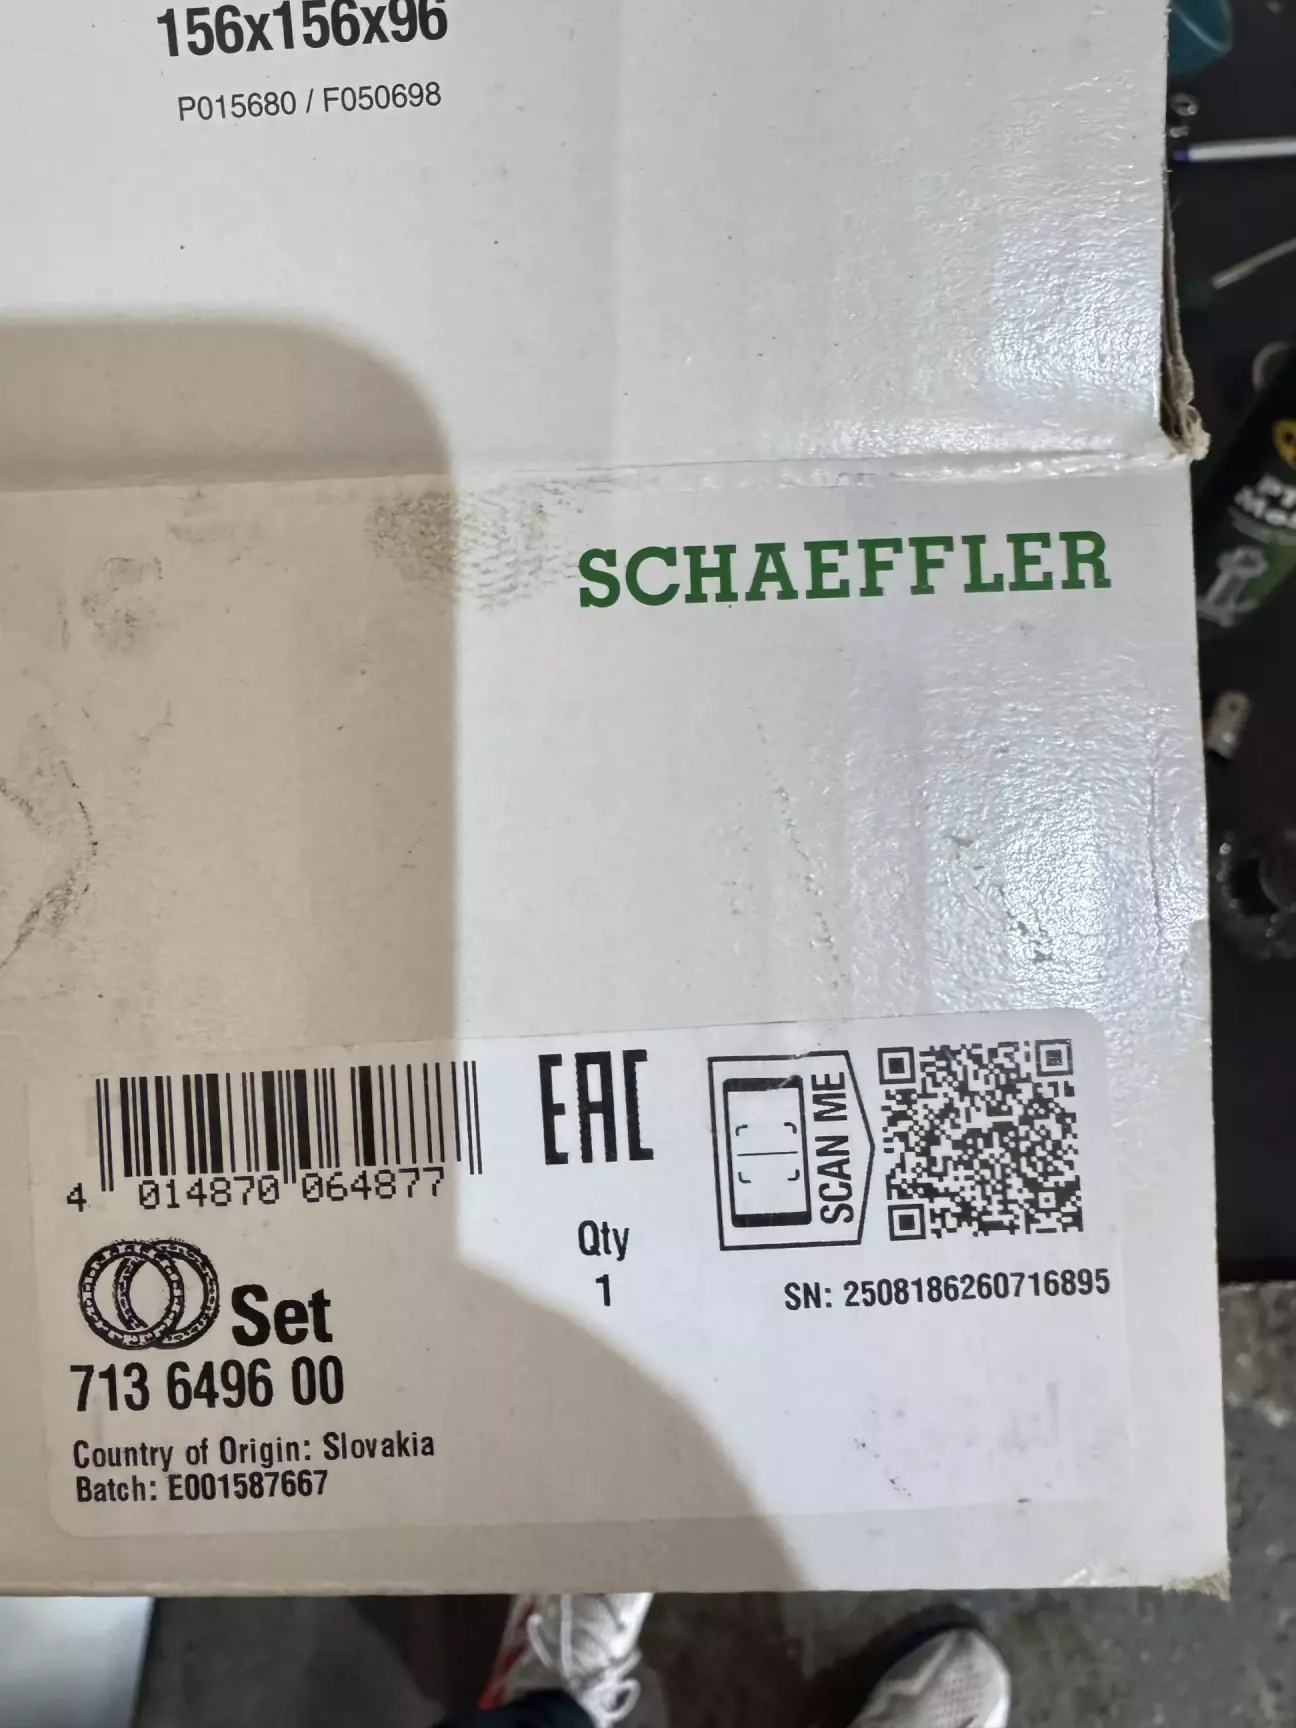 156x156x96
P015680 / F050698
SCHAEFFLER
EAC
SCAN ME
4 014870 064877
Qty
1
SN: 2508186260716895
Set
713 6496 00
Country of Origin: Slovakia
Batch: E001587667